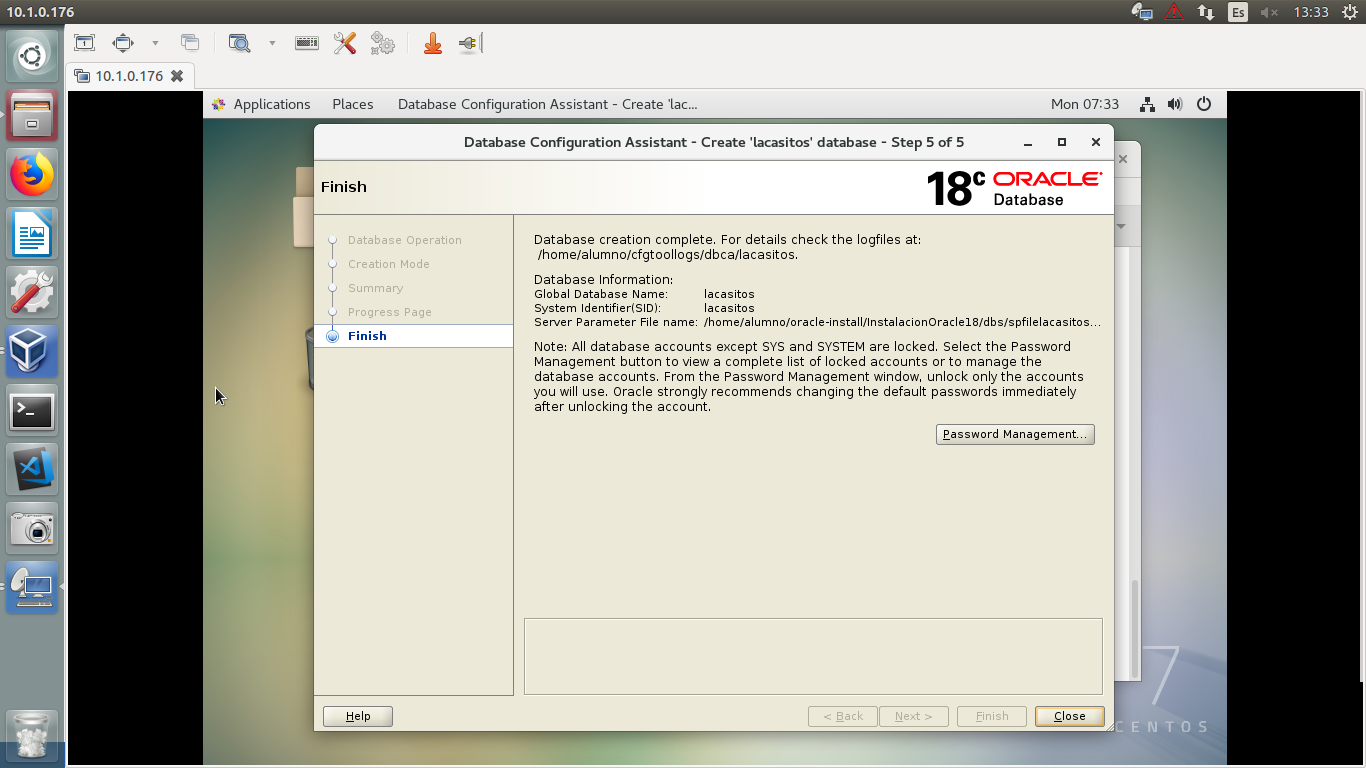 10.1.0.176
Es
13:33
10.1.0.176
Applications Places Database Configuration Assistant - Create 'lac...
Mon 07:33
Database Configuration Assistant - Create 'lacasitos' database - Step 5 of 5
Finish
18c ORACLE
Database
Database Operation
Creation Mode
Summary
Progress Page
Finish
Database creation complete. For details check the logfiles at:
/home/alumno/cfgtoollogs/dbca/lacasitos.
Database Information:
Global Database Name: lacasitos
System Identifier(SID): lacasitos
Server Parameter File name: /home/alumno/oracle-install/InstalacionOracle18/dbs/spfilelacasitos...
Note: All database accounts except SYS and SYSTEM are locked. Select the Password
Management button to view a complete list of locked accounts or to manage the
database accounts. From the Password Management window, unlock only the accounts
you will use. Oracle strongly recommends changing the default passwords immediately
after unlocking the account.
Password Management...
Help
< Back
Next >
Finish
Close
7
CENTOS